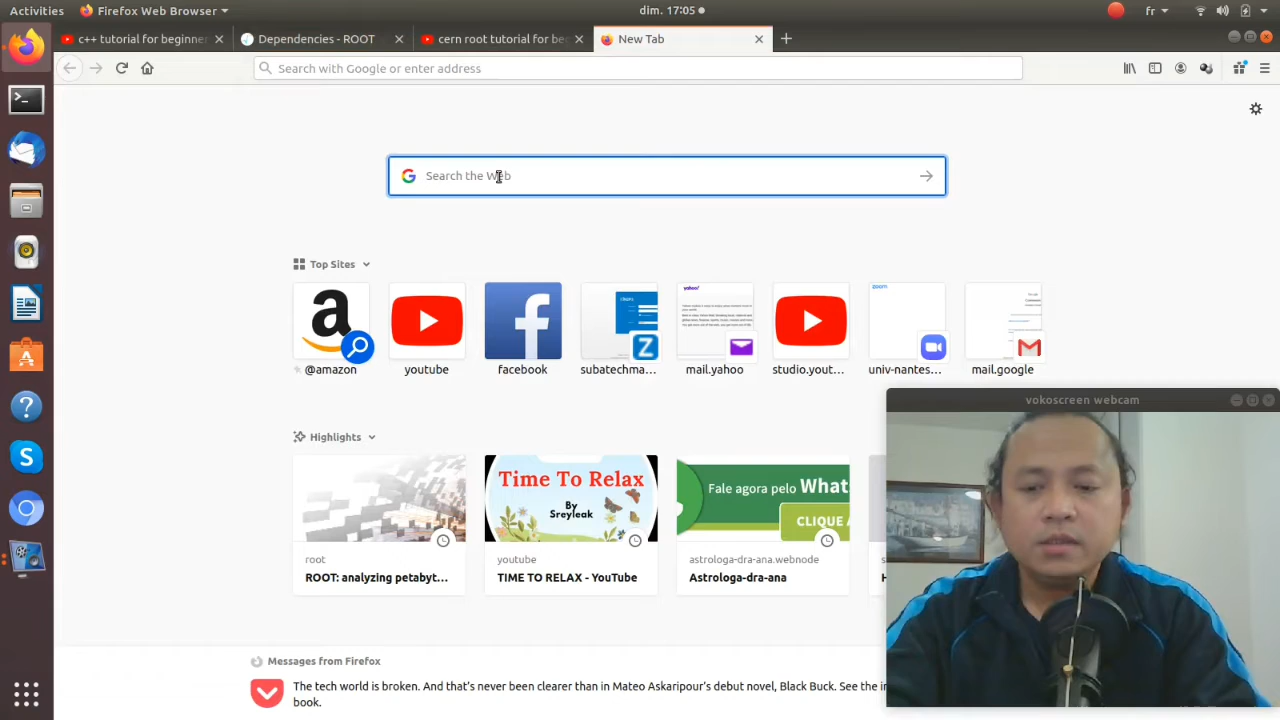 Activities
Firefox Web Browser
dim. 17:05
fr
c++ tutorial for beginner
Dependencies - ROOT
cern root tutorial for be
New Tab
Search with Google or enter address
Search the Web
Top Sites
@amazon
youtube
facebook
subatechma...
mail.yahoo
studio.yout...
univ-nantes...
mail.google
zoom
yahoo!
Highlights
Time To Relax
By
Sreyleak
Fale agora pelo What
CLIQUE A
root
ROOT: analyzing petabyt...
youtube
TIME TO RELAX - YouTube
astrologa-dra-ana.webnode
Astrologa-dra-ana
vokoscreen webcam
Messages from Firefox
The tech world is broken. And that's never been clearer than in Mateo Askaripour's debut novel, Black Buck. See the
book.